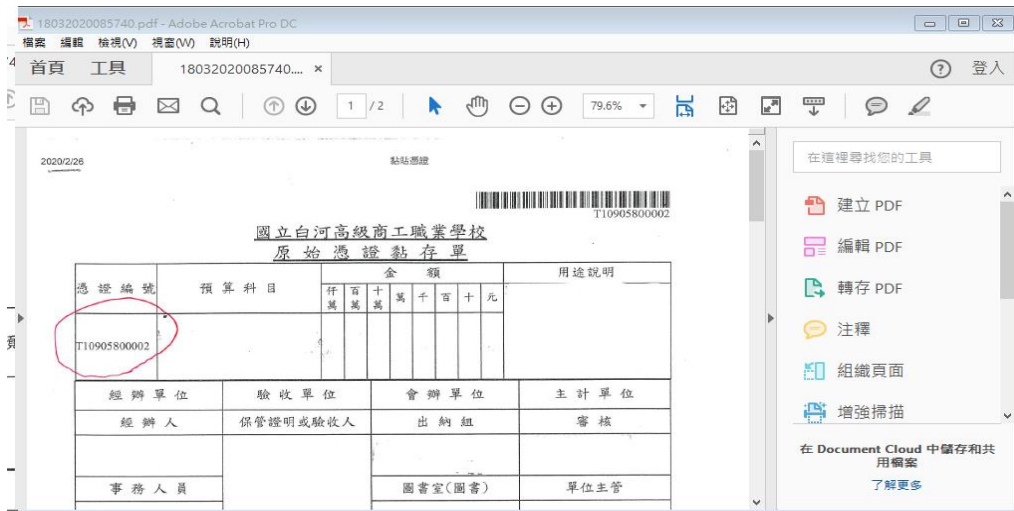 18032020085740.pdf - Adobe Acrobat Pro DC
檔案 編輯 檢視(V) 視窗(W) 說明(H)
首頁 工具 18032020085740.... ×
登入
1 / 2 79.6%
2020/2/26 黏貼憑證
T10905800002
國立白河高級商工職業學校
原始憑證黏存單
憑證編號 預算科目 金額 用途說明
仟萬 百萬 十萬 萬 千 百 十 元
T10905800002
經辦單位 驗收單位 會辦單位 主計單位
經辦人 保管證明或驗收人 出納組 審核
事務人員 圖書室(圖書) 單位主管
在這裡尋找您的工具
建立 PDF
編輯 PDF
轉存 PDF
注釋
組織頁面
增強掃描
在 Document Cloud 中儲存和共
用檔案
了解更多